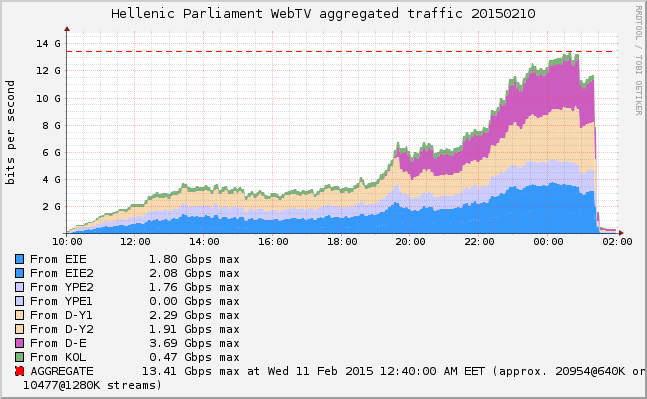 Hellenic Parliament WebTV aggregated traffic 20150210
RRDTOOL / TOBI OETIKER
bits per second
14 G
12 G
10 G
8 G
6 G
4 G
2 G
10:00 12:00 14:00 16:00 18:00 20:00 22:00 00:00 02:00
From EIE 1.80 Gbps max
From EIE2 2.08 Gbps max
From YPE2 1.76 Gbps max
From YPE1 0.00 Gbps max
From D-Y1 2.29 Gbps max
From D-Y2 1.91 Gbps max
From D-E 3.69 Gbps max
From KOL 0.47 Gbps max
AGGREGATE 13.41 Gbps max at Wed 11 Feb 2015 12:40:00 AM EET (approx. 20954@640K or
10477@1280K streams)